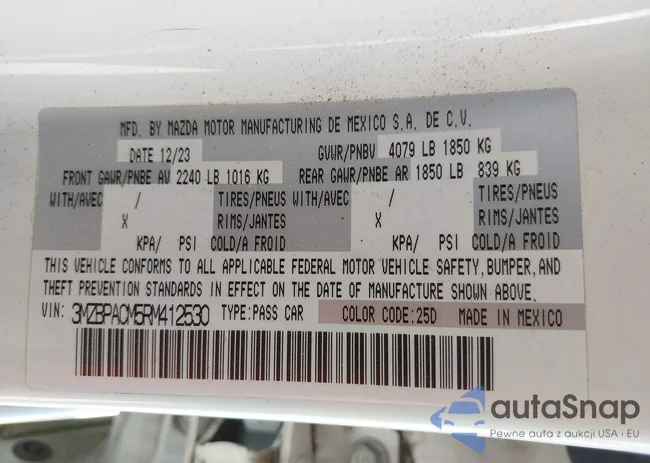 MFD. BY MAZDA MOTOR MANUFACTURING DE MEXICO S.A. DE C.V.
DATE 12/23 GVWR/PNBV 4079 LB 1850 KG
FRONT GAWR/PNBE AV 2240 LB 1016 KG REAR GAWR/PNBE AR 1850 LB 839 KG
WITH/AVEC / TIRES/PNEUS WITH/AVEC / TIRES/PNEUS
X RIMS/JANTES X RIMS/JANTES
KPA/ PSI COLD/A FROID KPA/ PSI COLD/A FROID
THIS VEHICLE CONFORMS TO ALL APPLICABLE FEDERAL MOTOR VEHICLE SAFETY, BUMPER, AND
THEFT PREVENTION STANDARDS IN EFFECT ON THE DATE OF MANUFACTURE SHOWN ABOVE.
VIN: 3MZBPACM5RM412530 TYPE:PASS CAR COLOR CODE:25D MADE IN MEXICO
autaSnap
Pewne auta z aukcji USA i EU